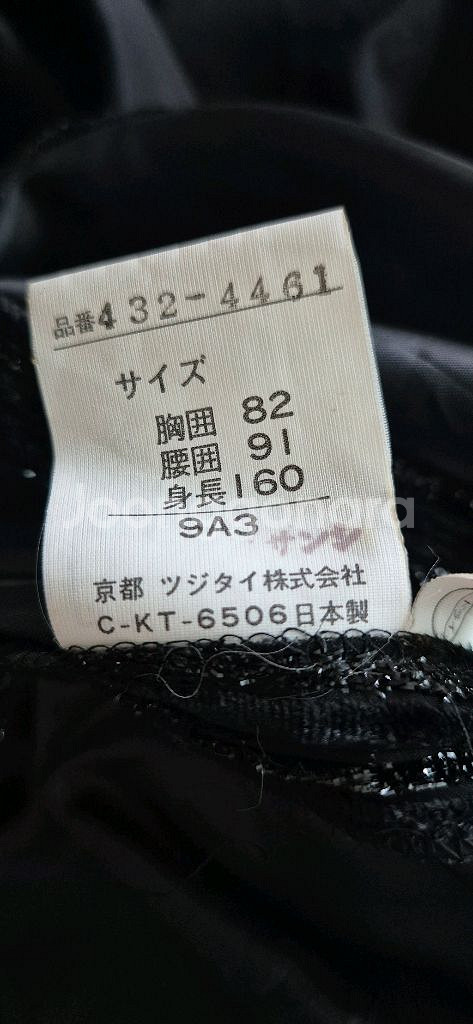 品番432-4461
サイズ
胸囲 82
腰囲 91
身長160
9A3
サンシ
京都 ツジタイ株式会社
C-KT-6506日本製